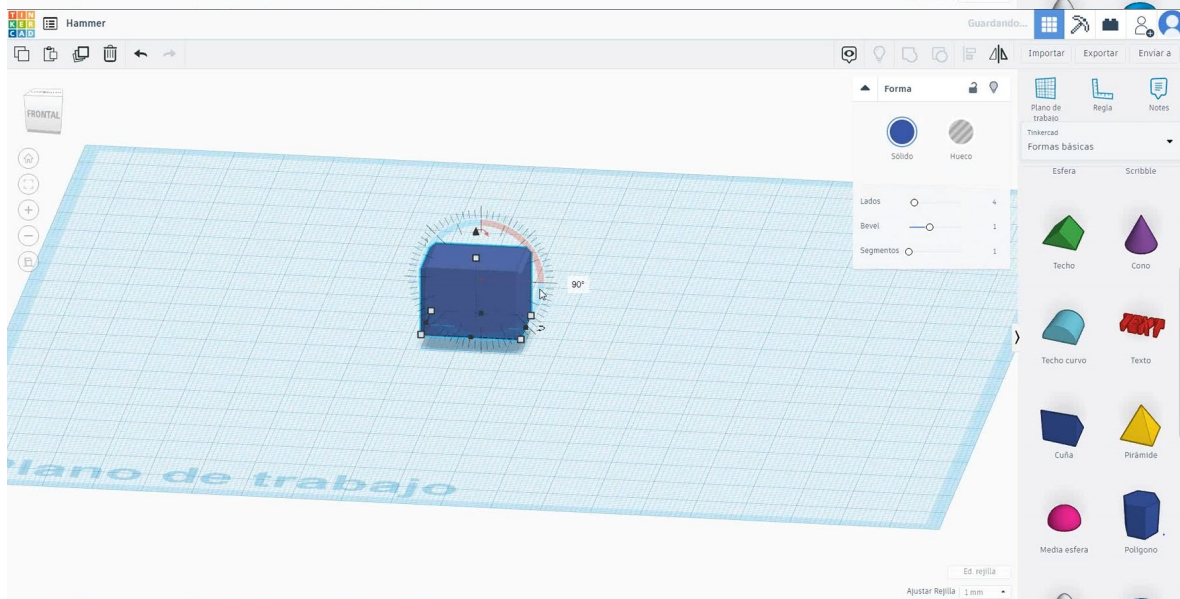 TIN
KER
CAD
Hammer
Guardando...
Importar
Exportar
Enviar a
FRONTAL
Forma
Sólido
Hueco
Lados
4
Bevel
1
Segmentos
1
90°
Plano de trabajo
Plano de
trabajo
Regla
Notes
Tinkercad
Formas básicas
Esfera
Scribble
Techo
Cono
Techo curvo
TEXT
Texto
Cuña
Pirámide
Media esfera
Polígono
Ed. rejilla
Ajustar Rejilla
1 mm